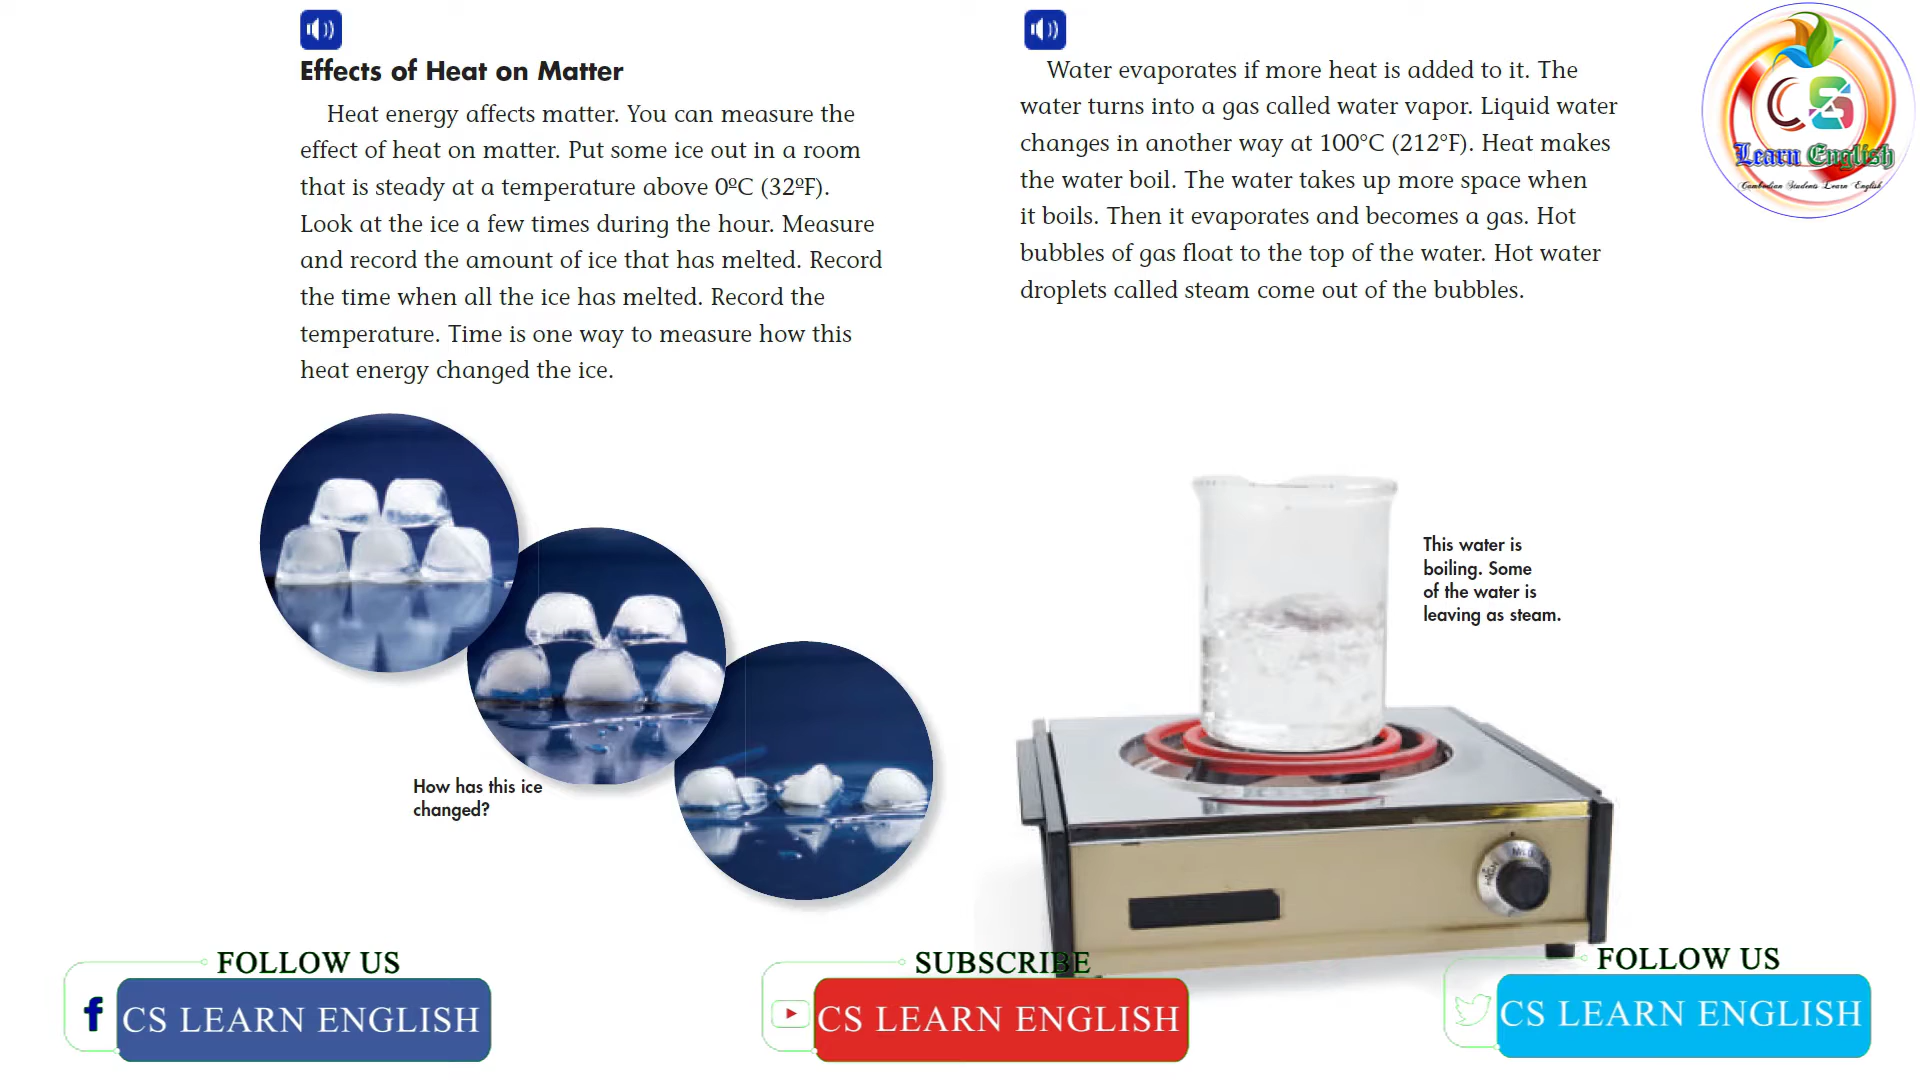 Effects of Heat on Matter
Heat energy affects matter. You can measure the
effect of heat on matter. Put some ice out in a room
that is steady at a temperature above 0ºC (32ºF).
Look at the ice a few times during the hour. Measure
and record the amount of ice that has melted. Record
the time when all the ice has melted. Record the
temperature. Time is one way to measure how this
heat energy changed the ice.
How has this ice
changed?
Water evaporates if more heat is added to it. The
water turns into a gas called water vapor. Liquid water
changes in another way at 100°C (212°F). Heat makes
the water boil. The water takes up more space when
it boils. Then it evaporates and becomes a gas. Hot
bubbles of gas float to the top of the water. Hot water
droplets called steam come out of the bubbles.
This water is
boiling. Some
of the water is
leaving as steam.
CS
Learn English
Cambodian Students Learn English
MED
HIGH
FOLLOW US
f CS LEARN ENGLISH
SUBSCRIBE
CS LEARN ENGLISH
FOLLOW US
CS LEARN ENGLISH